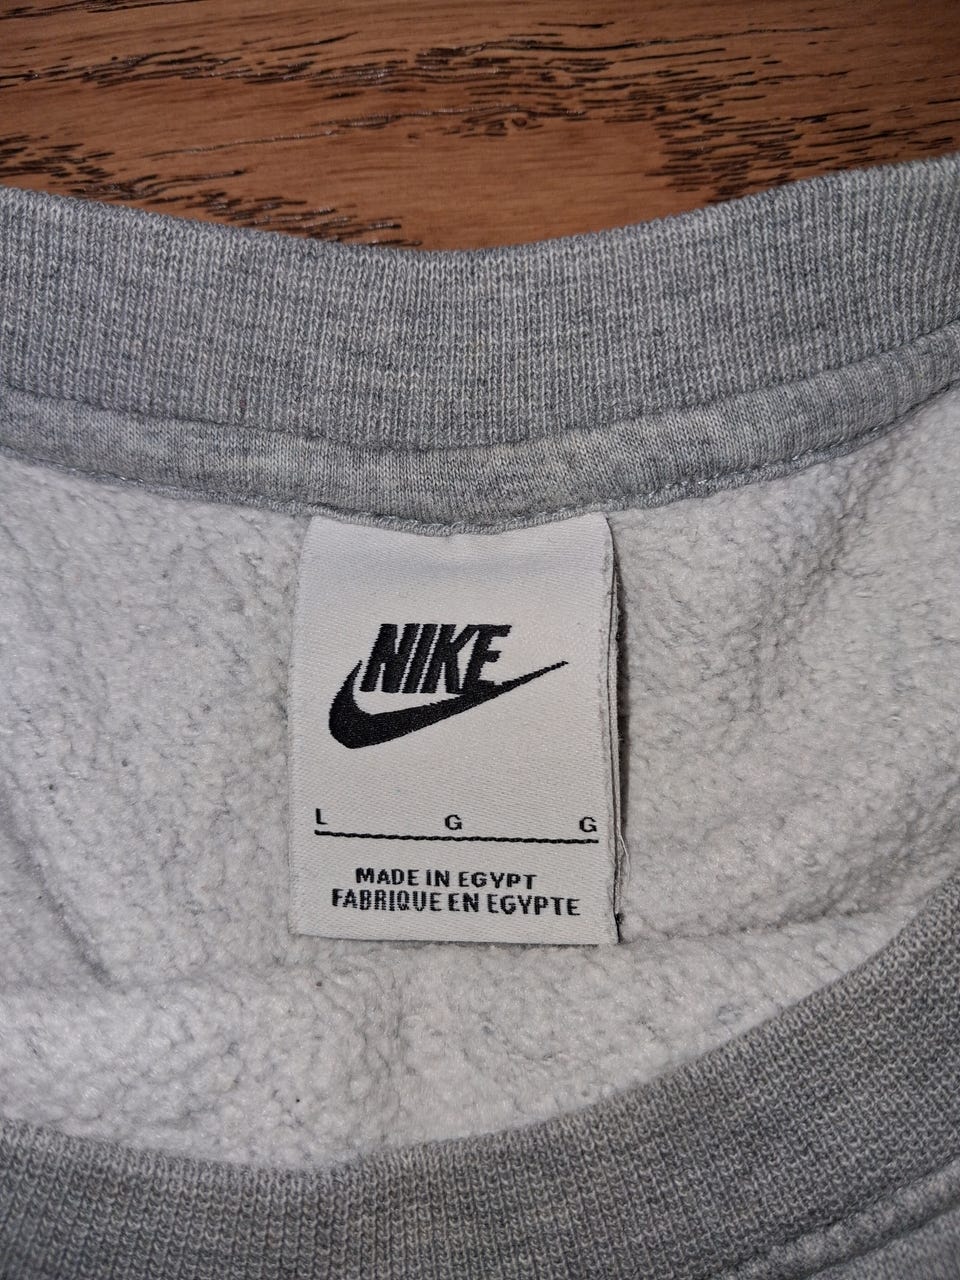 NIKE
L G G
MADE IN EGYPT
FABRIQUE EN EGYPTE